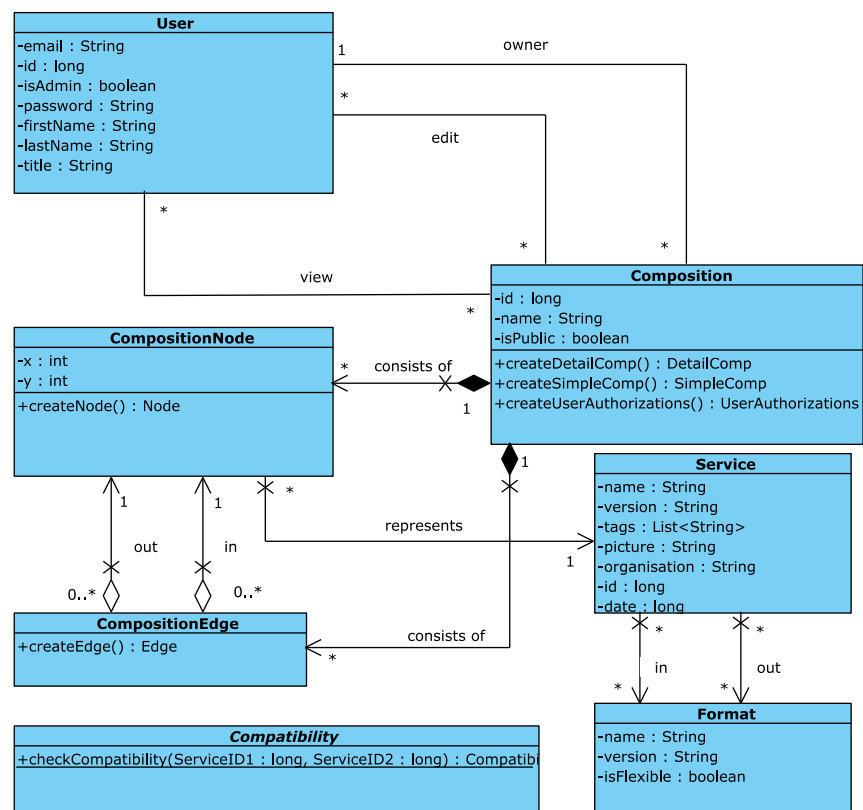 User
-email : String
-id : long
-isAdmin : boolean
-password : String
-firstName : String
-lastName : String
-title : String
1
owner
*
edit
*
view
*
*
*
Composition
-id : long
-name : String
-isPublic : boolean
+createDetailComp() : DetailComp
+createSimpleComp() : SimpleComp
+createUserAuthorizations() : UserAuthorizations
CompositionNode
-x : int
-y : int
+createNode() : Node
*
consists of
1
1
*
represents
1
Service
-name : String
-version : String
-tags : List<String>
-picture : String
-organisation : String
-id : long
-date : long
1
1
out
in
0..*
0..*
CompositionEdge
+createEdge() : Edge
consists of
*
*
*
in
out
*
*
Format
-name : String
-version : String
-isFlexible : boolean
Compatibility
+checkCompatibility(ServiceID1 : long, ServiceID2 : long) : Compatibi